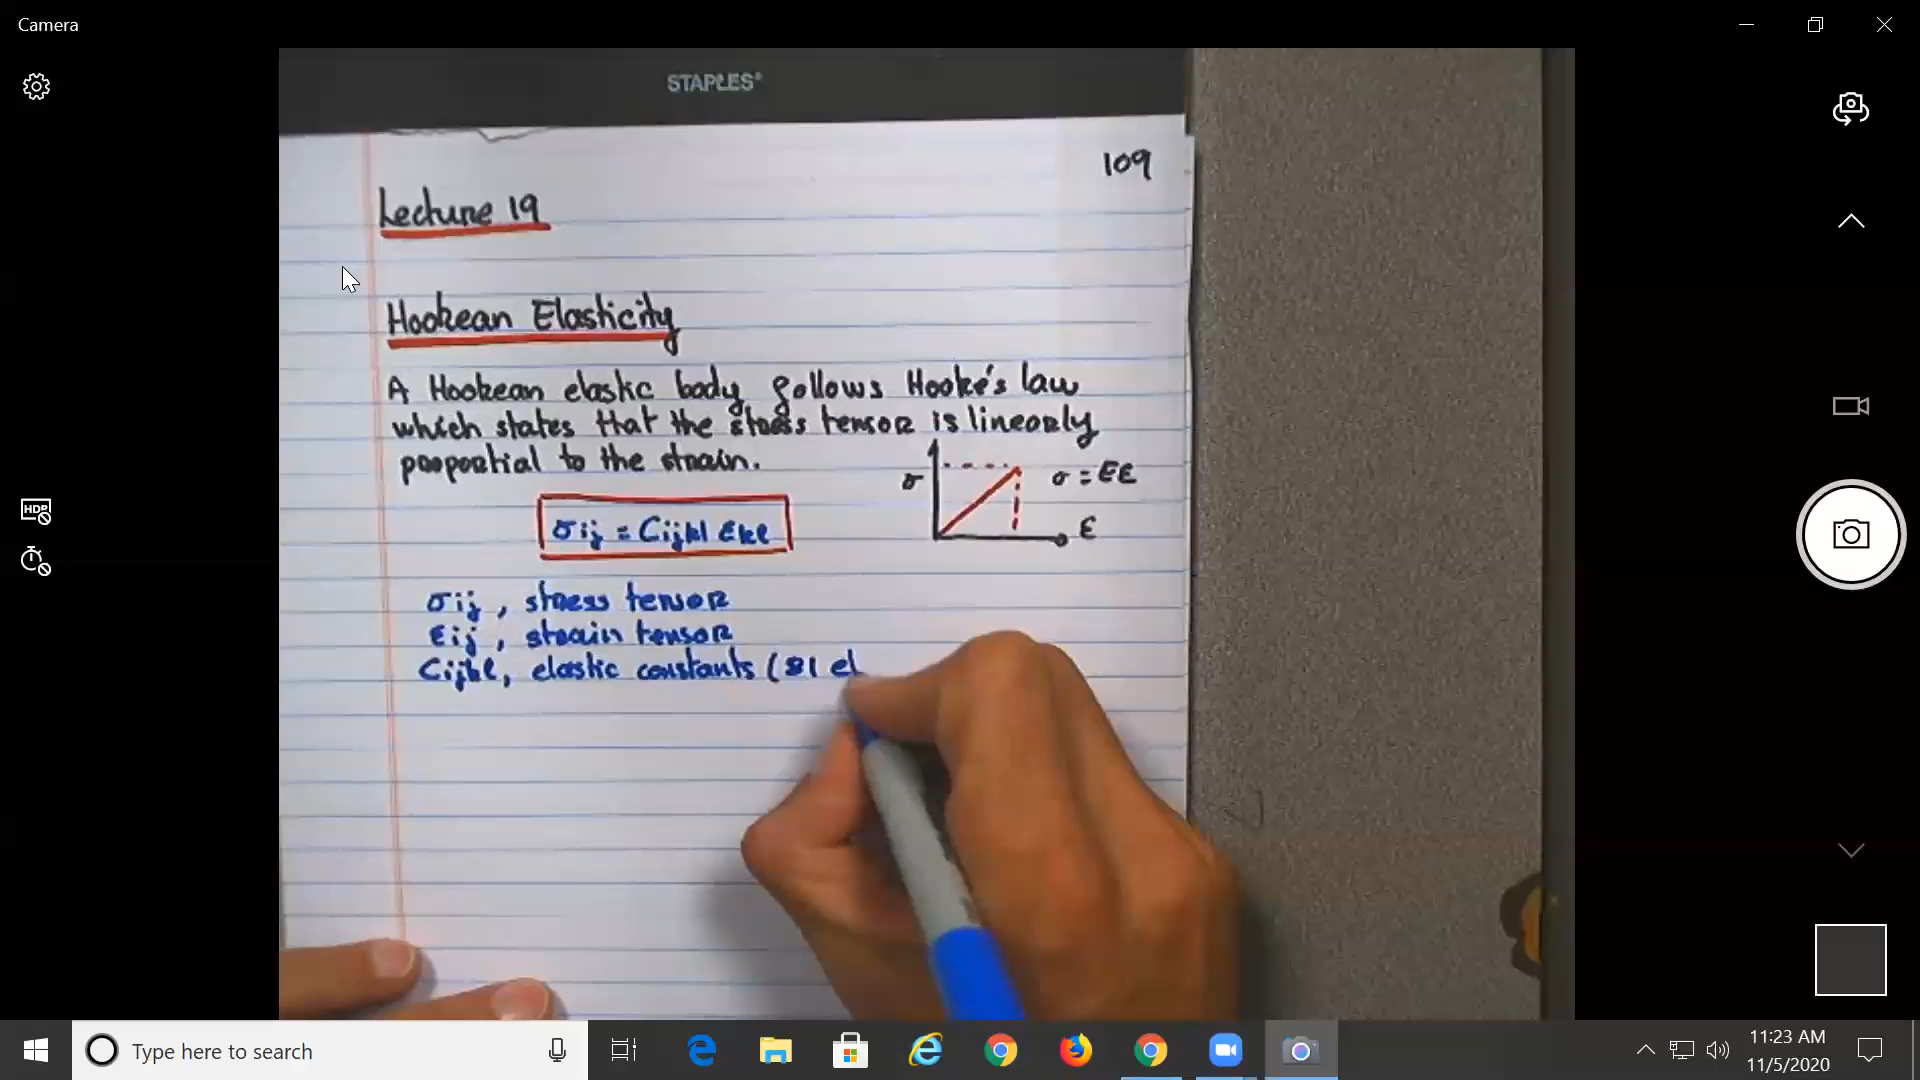 Camera
STAPLES
109
Lecture 19
Hookean Elasticity
A Hookean elastic body follows Hooke's law
which states that the stress tensor is linearly
proportial to the strain.
σ
σ = Eε
ε
σij = Cijkl εkl
σij, stress tensor
εij, strain tensor
Cijkl, elastic constants (81 el
HDR
Type here to search
11:23 AM
11/5/2020